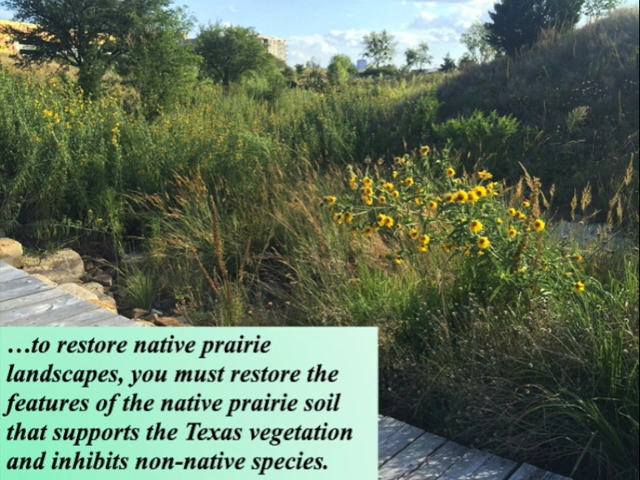 …to restore native prairie
landscapes, you must restore the
features of the native prairie soil
that supports the Texas vegetation
and inhibits non-native species.